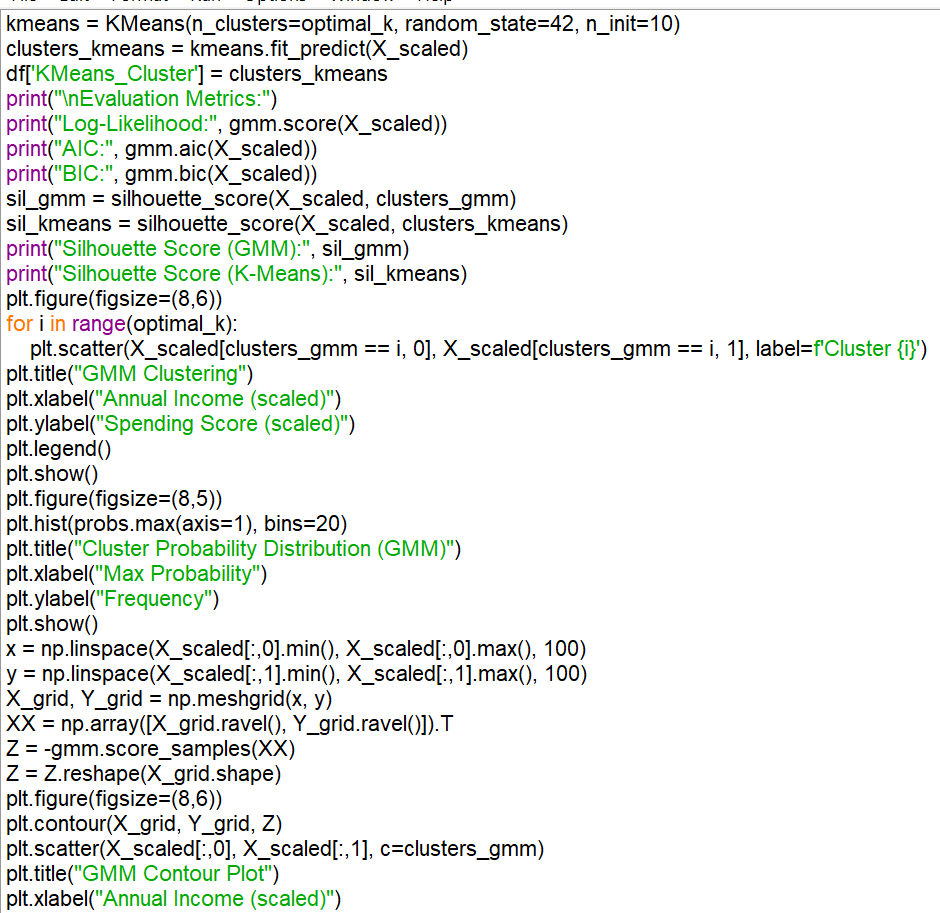 kmeans = KMeans(n_clusters=optimal_k, random_state=42, n_init=10)
clusters_kmeans = kmeans.fit_predict(X_scaled)
df['KMeans_Cluster'] = clusters_kmeans
print("\nEvaluation Metrics:")
print("Log-Likelihood:", gmm.score(X_scaled))
print("AIC:", gmm.aic(X_scaled))
print("BIC:", gmm.bic(X_scaled))
sil_gmm = silhouette_score(X_scaled, clusters_gmm)
sil_kmeans = silhouette_score(X_scaled, clusters_kmeans)
print("Silhouette Score (GMM):", sil_gmm)
print("Silhouette Score (K-Means):", sil_kmeans)
plt.figure(figsize=(8,6))
for i in range(optimal_k):
    plt.scatter(X_scaled[clusters_gmm == i, 0], X_scaled[clusters_gmm == i, 1], label=f'Cluster {i}')
plt.title("GMM Clustering")
plt.xlabel("Annual Income (scaled)")
plt.ylabel("Spending Score (scaled)")
plt.legend()
plt.show()
plt.figure(figsize=(8,5))
plt.hist(probs.max(axis=1), bins=20)
plt.title("Cluster Probability Distribution (GMM)")
plt.xlabel("Max Probability")
plt.ylabel("Frequency")
plt.show()
x = np.linspace(X_scaled[:,0].min(), X_scaled[:,0].max(), 100)
y = np.linspace(X_scaled[:,1].min(), X_scaled[:,1].max(), 100)
X_grid, Y_grid = np.meshgrid(x, y)
XX = np.array([X_grid.ravel(), Y_grid.ravel()]).T
Z = -gmm.score_samples(XX)
Z = Z.reshape(X_grid.shape)
plt.figure(figsize=(8,6))
plt.contour(X_grid, Y_grid, Z)
plt.scatter(X_scaled[:,0], X_scaled[:,1], c=clusters_gmm)
plt.title("GMM Contour Plot")
plt.xlabel("Annual Income (scaled)")